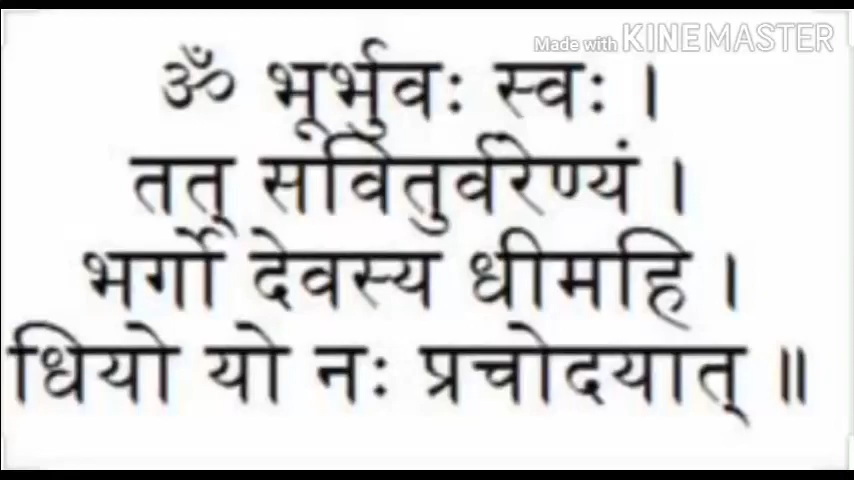 Made with KINEMASTER
ॐ भूर्भुवः स्वः ।
तत् सवितुर्वरेण्यं ।
भर्गो देवस्य धीमहि ।
धियो यो नः प्रचोदयात् ॥